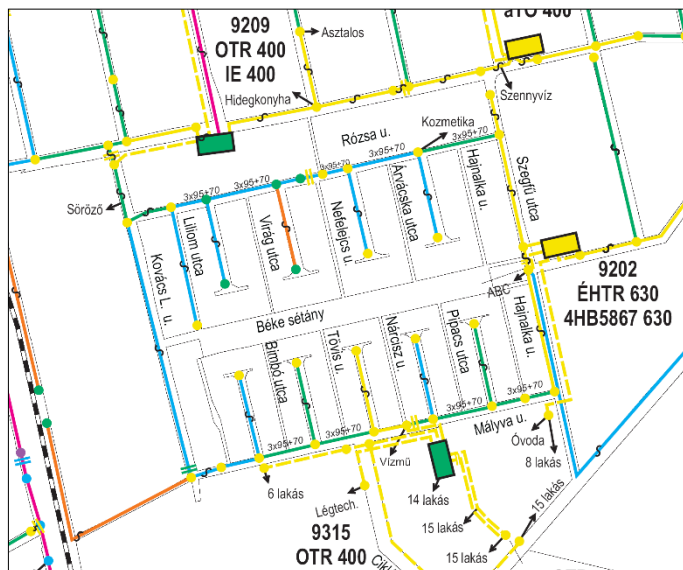 aTO 400
9209
OTR 400
IE 400
Asztalos
Hidegkonyha
Szennyvíz
Rózsa u.
Kozmetika
3x95+70
3x95+70
3x95+70
3x95+70
3x95+70
Söröző
Kovács L. u.
Liliom utca
Virág utca
Nefelejcs u.
Árvácska utca
Hajnalka u.
Szegfű utca
9202
ÉHTR 630
4HB5867 630
ABC
Hajnalka u.
Béke sétány
Bimbó utca
Tövis u.
Nárcisz u.
Pipacs utca
3x95+70
3x95+70
3x95+70
3x95+70
Mályva u.
Óvoda
8 lakás
Vízmű
6 lakás
Légtech.
14 lakás
15 lakás
15 lakás
15 lakás
9315
OTR 400